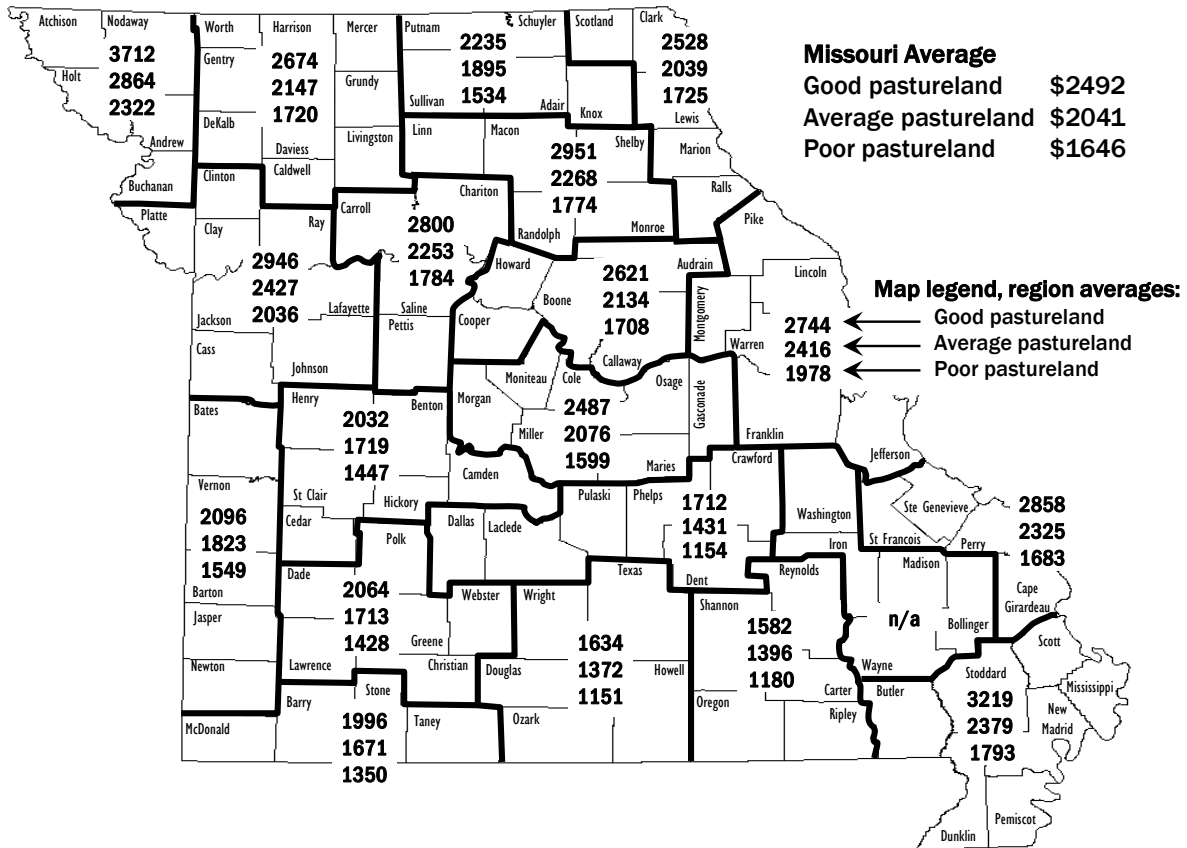 Atchison Nodaway Worth Harrison Mercer Putnam Schuyler Scotland Clark
3712
2864
2322
Holt
Andrew
Buchanan
Gentry
DeKalb
2674
2147
1720
Grundy
Livingston
Daviess
Caldwell
Clinton
2235
1895
1534
Sullivan
Adair
Knox
2528
2039
1725
Lewis
Missouri Average
Good pastureland $2492
Average pastureland $2041
Poor pastureland $1646
Linn
Macon
Shelby
Marion
2951
2268
1774
Ralls
Pike
Monroe
Randolph
Chariton
Carroll
2800
2253
1784
Saline
Pettis
Platte
Clay
Ray
2946
2427
2036
Lafayette
Jackson
Cass
Johnson
Howard
Boone
Cooper
Audrain
2621
2134
1708
Callaway
Montgomery
Lincoln
Warren
2744
2416
1978
Franklin
Map legend, region averages:
Good pastureland
Average pastureland
Poor pastureland
Moniteau
Cole
Osage
Gasconade
Morgan
Miller
2487
2076
1599
Maries
Henry
Benton
2032
1719
1447
Camden
St Clair
Hickory
Cedar
Bates
Vernon
2096
1823
1549
Barton
Jasper
Newton
McDonald
Polk
Dade
2064
1713
1428
Greene
Webster
Christian
Lawrence
Dallas
Laclede
Pulaski
Phelps
Crawford
1712
1431
1154
Dent
Washington
Iron
Jefferson
Ste Genevieve
St Francois
Perry
2858
2325
1683
Cape
Girardeau
Madison
n/a
Bollinger
Wayne
Reynolds
Shannon
1582
1396
1180
Carter
Oregon
Ripley
Butler
Texas
Wright
1634
1372
1151
Howell
Douglas
Ozark
Barry
Stone
Taney
1996
1671
1350
Scott
Stoddard
Mississippi
3219
2379
1793
New
Madrid
Pemiscot
Dunklin